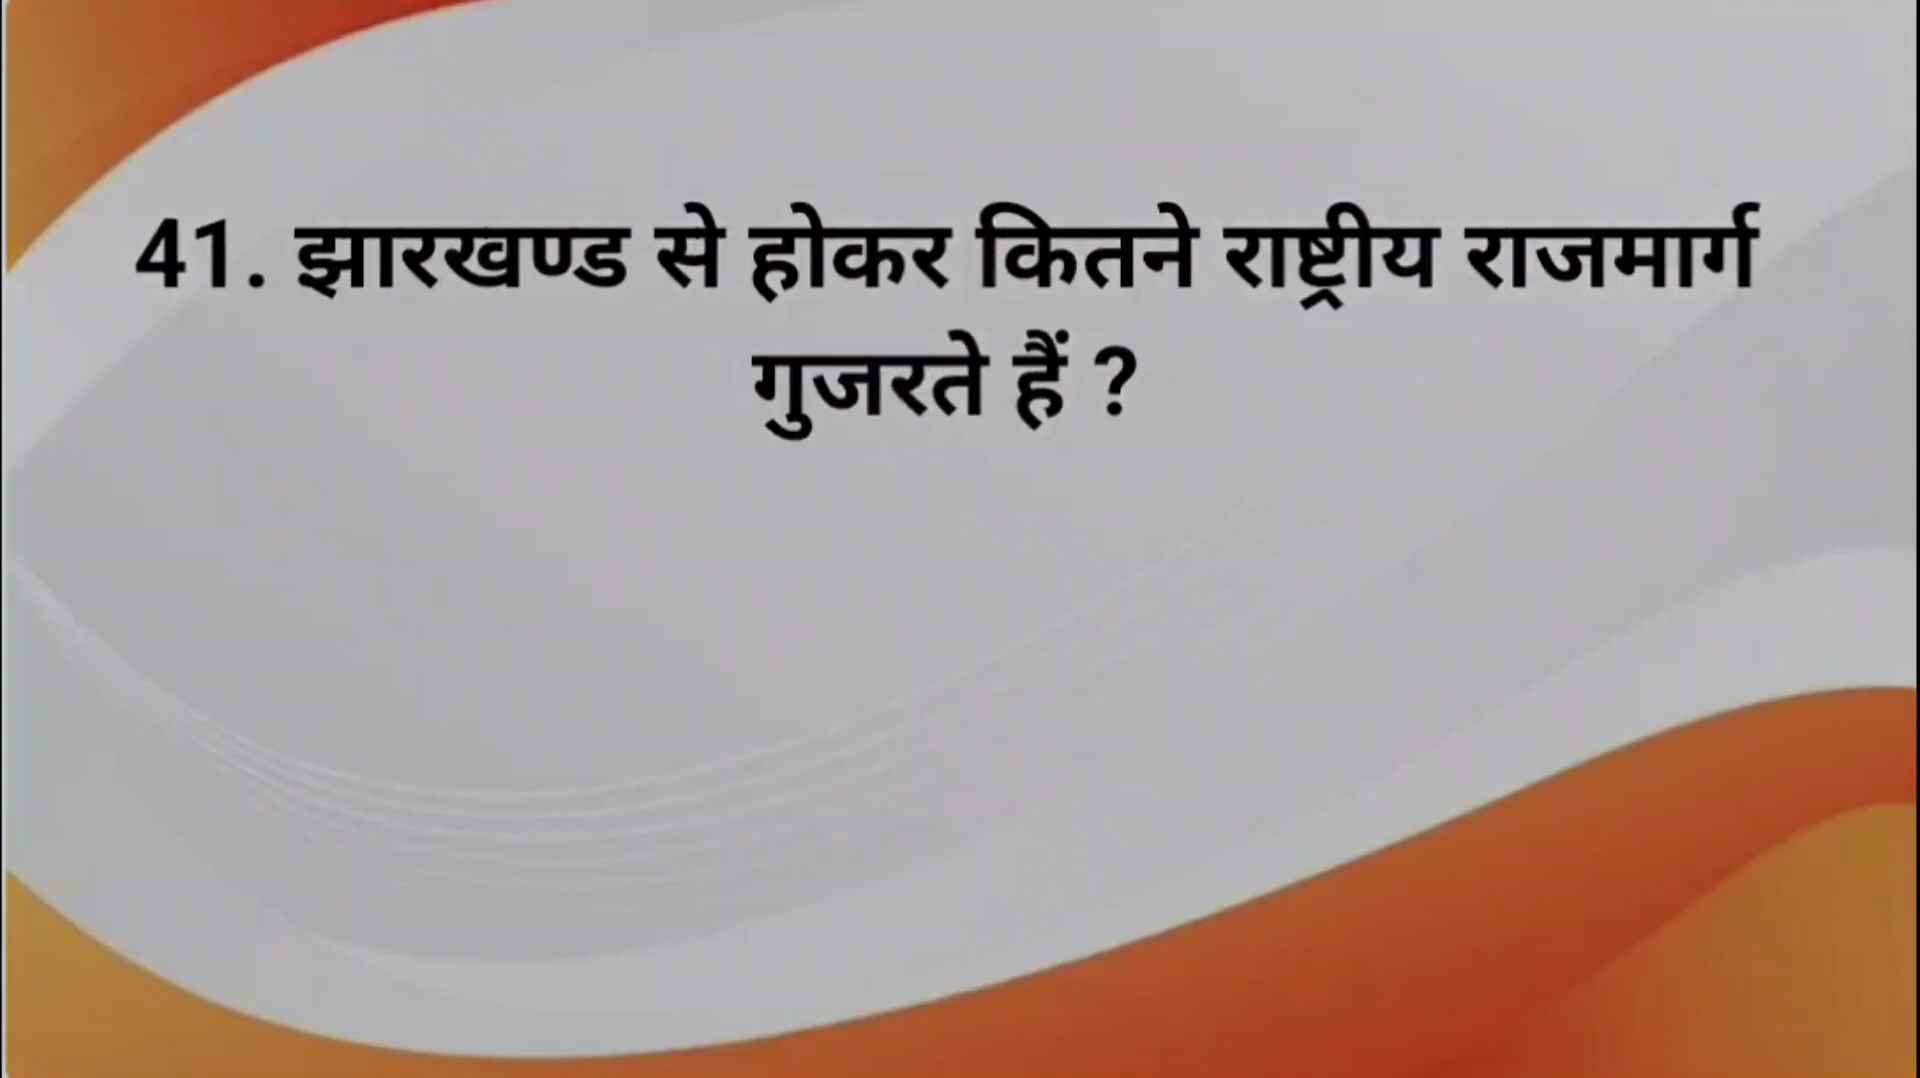 41. झारखण्ड से होकर कितने राष्ट्रीय राजमार्ग
गुजरते हैं ?